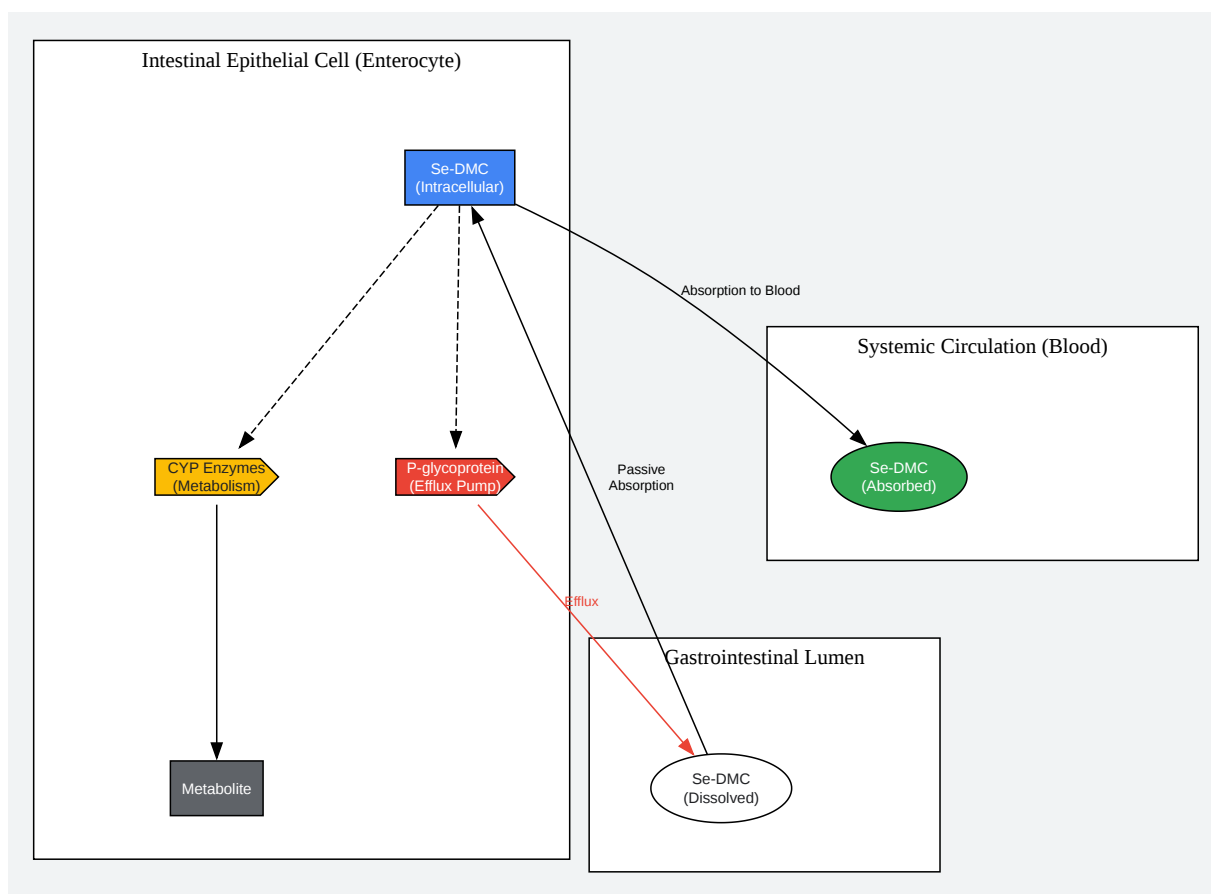 Intestinal Epithelial Cell (Enterocyte)
Se-DMC
(Intracellular)
Absorption to Blood
Systemic Circulation (Blood)
CYP Enzymes
(Metabolism)
P-glycoprotein
(Efflux Pump)
Passive
Absorption
Se-DMC
(Absorbed)
Efflux
Gastrointestinal Lumen
Metabolite
Se-DMC
(Dissolved)